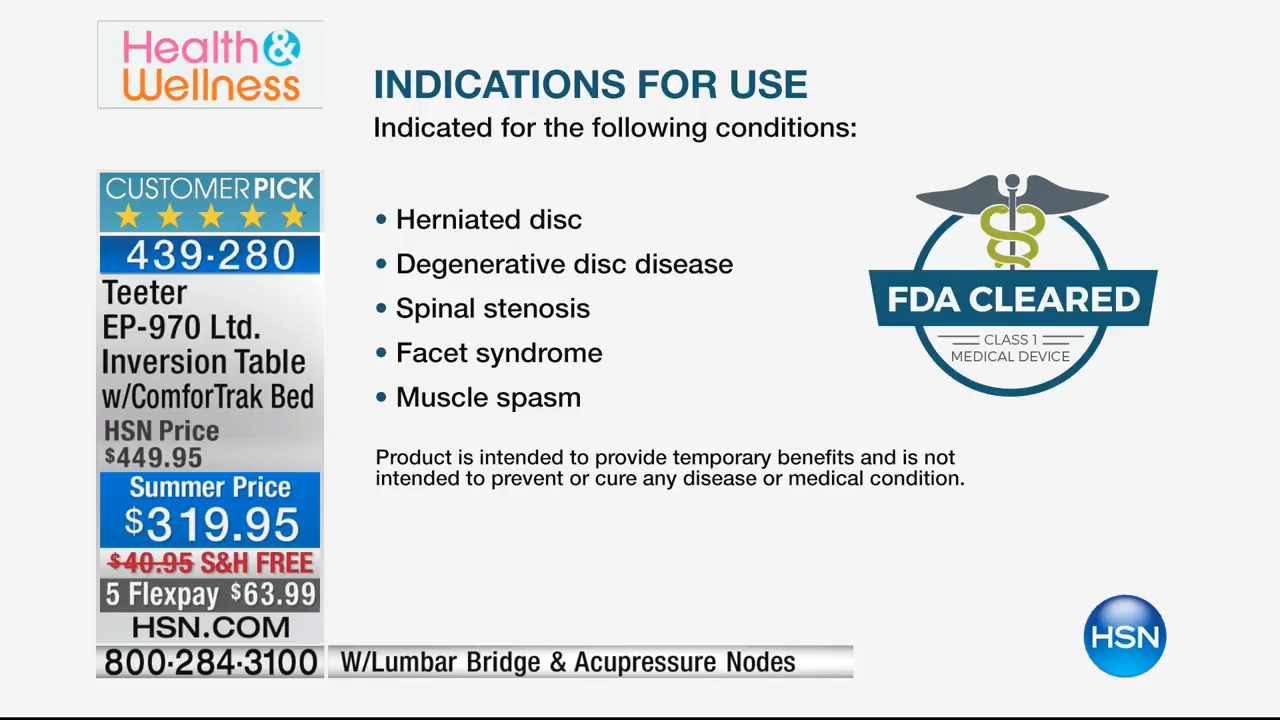 Health&
Wellness
INDICATIONS FOR USE
Indicated for the following conditions:
• Herniated disc
• Degenerative disc disease
• Spinal stenosis
• Facet syndrome
• Muscle spasm
Product is intended to provide temporary benefits and is not
intended to prevent or cure any disease or medical condition.
FDA CLEARED
CLASS 1
MEDICAL DEVICE
CUSTOMER PICK
439·280
Teeter
EP-970 Ltd.
Inversion Table
w/ComforTrak Bed
HSN Price
$449.95
Summer Price
$319.95
$40.95 S&H FREE
5 Flexpay $63.99
HSN.COM
800·284·3100
W/Lumbar Bridge & Acupressure Nodes
HSN